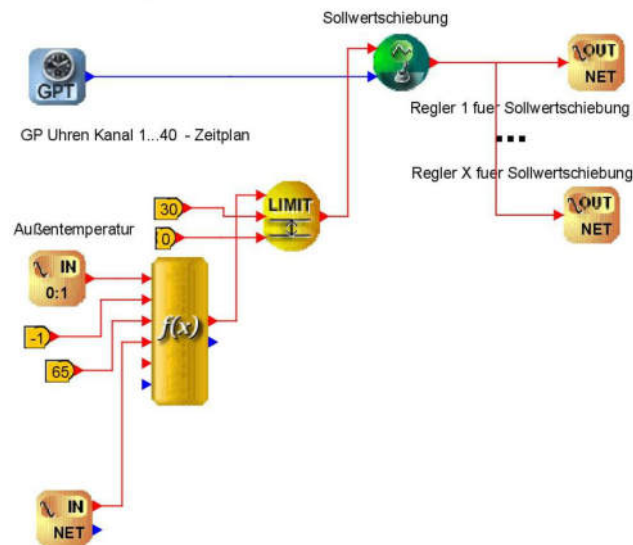 Sollwertschiebung
GPT
OUT
NET
GP Uhren Kanal 1...40 - Zeitplan
Regler 1 fuer Sollwertschiebung
...
Regler X fuer Sollwertschiebung
30
LIMIT
0
OUT
NET
Außentemperatur
IN
0:1
-1
f(x)
65
IN
NET